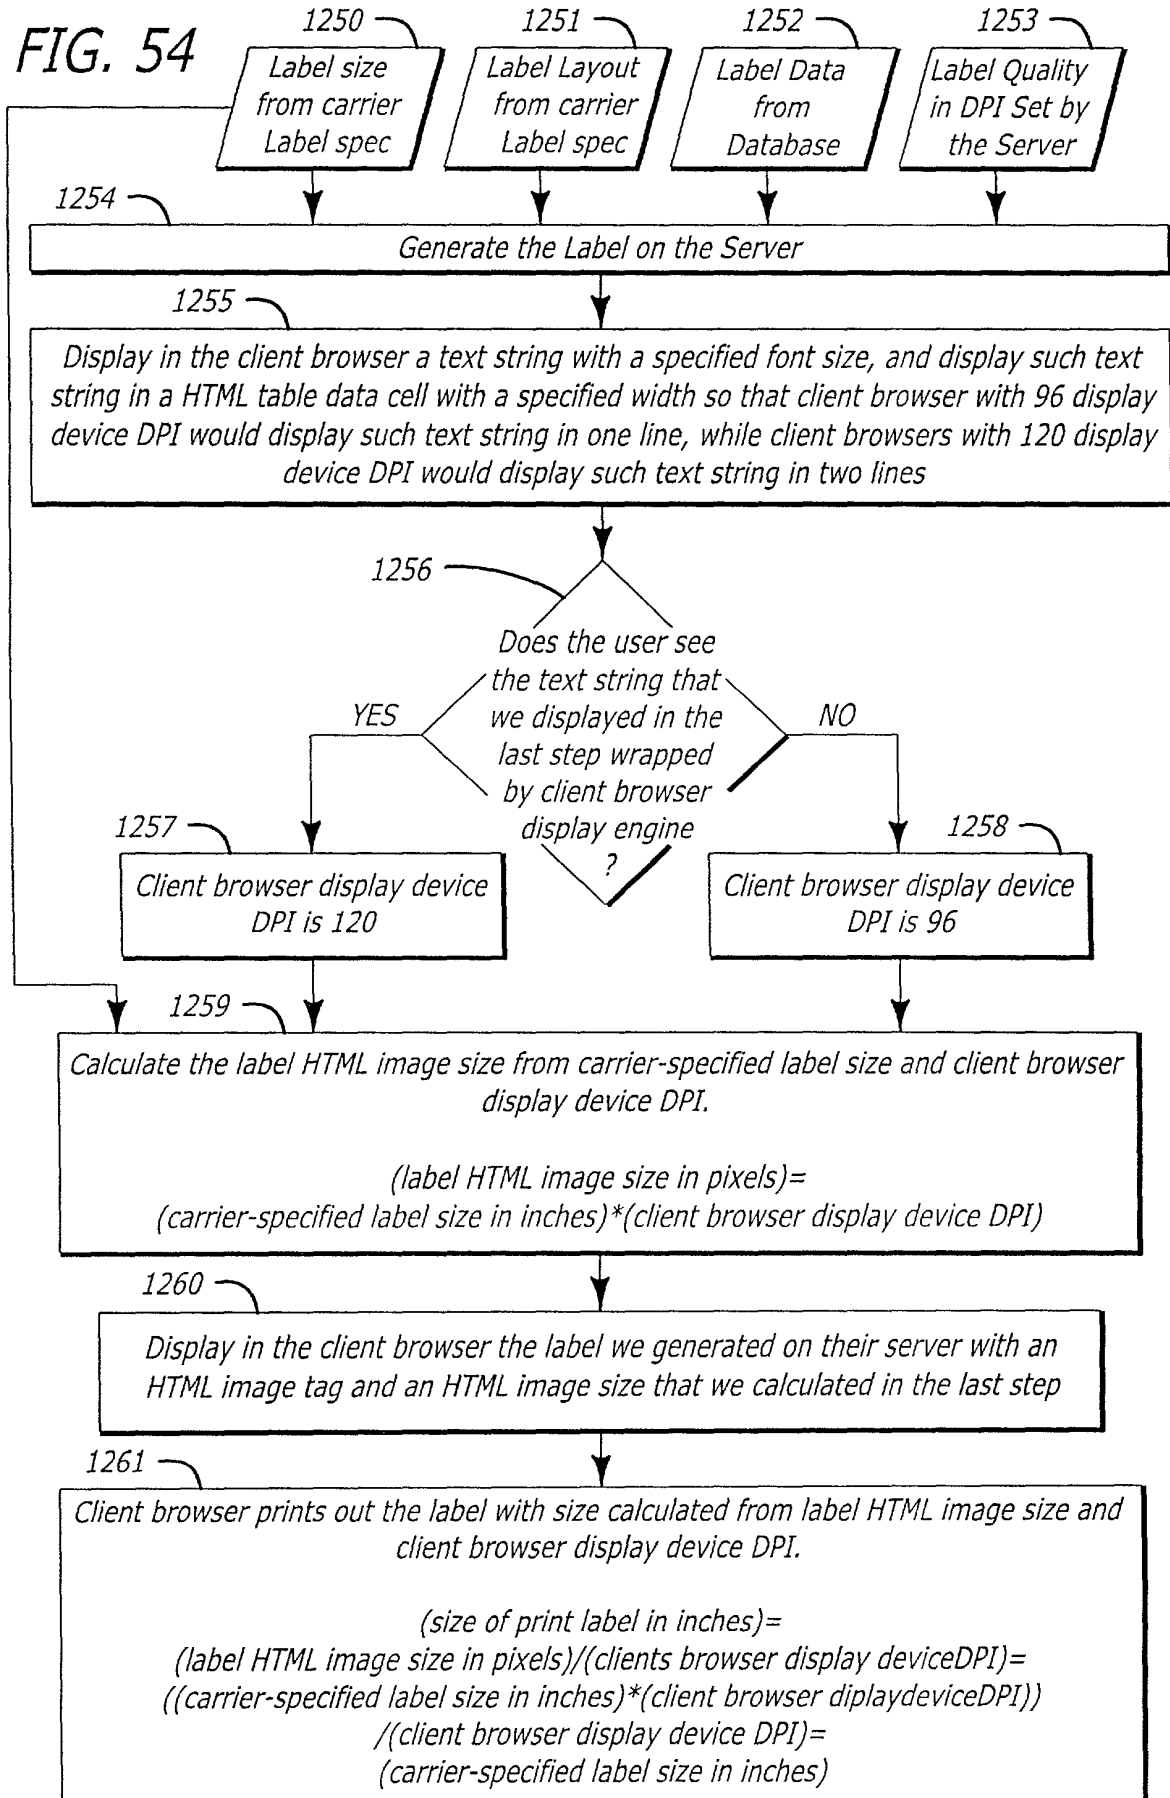 FIG. 54
1250
1251
1252
1253
Label size
from carrier
Label spec
Label Layout
from carrier
Label spec
Label Data
from
Database
Label Quality
in DPI Set by
the Server
1254
Generate the Label on the Server
1255
Display in the client browser a text string with a specified font size, and display such text
string in a HTML table data cell with a specified width so that client browser with 96 display
device DPI would display such text string in one line, while client browsers with 120 display
device DPI would display such text string in two lines
1256
Does the user see
the text string that
we displayed in the
last step wrapped
by client browser
display engine
?
YES
NO
1257
Client browser display device
DPI is 120
1258
Client browser display device
DPI is 96
1259
Calculate the label HTML image size from carrier-specified label size and client browser
display device DPI.
(label HTML image size in pixels)=
(carrier-specified label size in inches)*(client browser display device DPI)
1260
Display in the client browser the label we generated on their server with an
HTML image tag and an HTML image size that we calculated in the last step
1261
Client browser prints out the label with size calculated from label HTML image size and
client browser display device DPI.
(size of print label in inches)=
(label HTML image size in pixels)/(clients browser display deviceDPI)=
((carrier-specified label size in inches)*(client browser diplaydeviceDPI))
/(client browser display device DPI)=
(carrier-specified label size in inches)